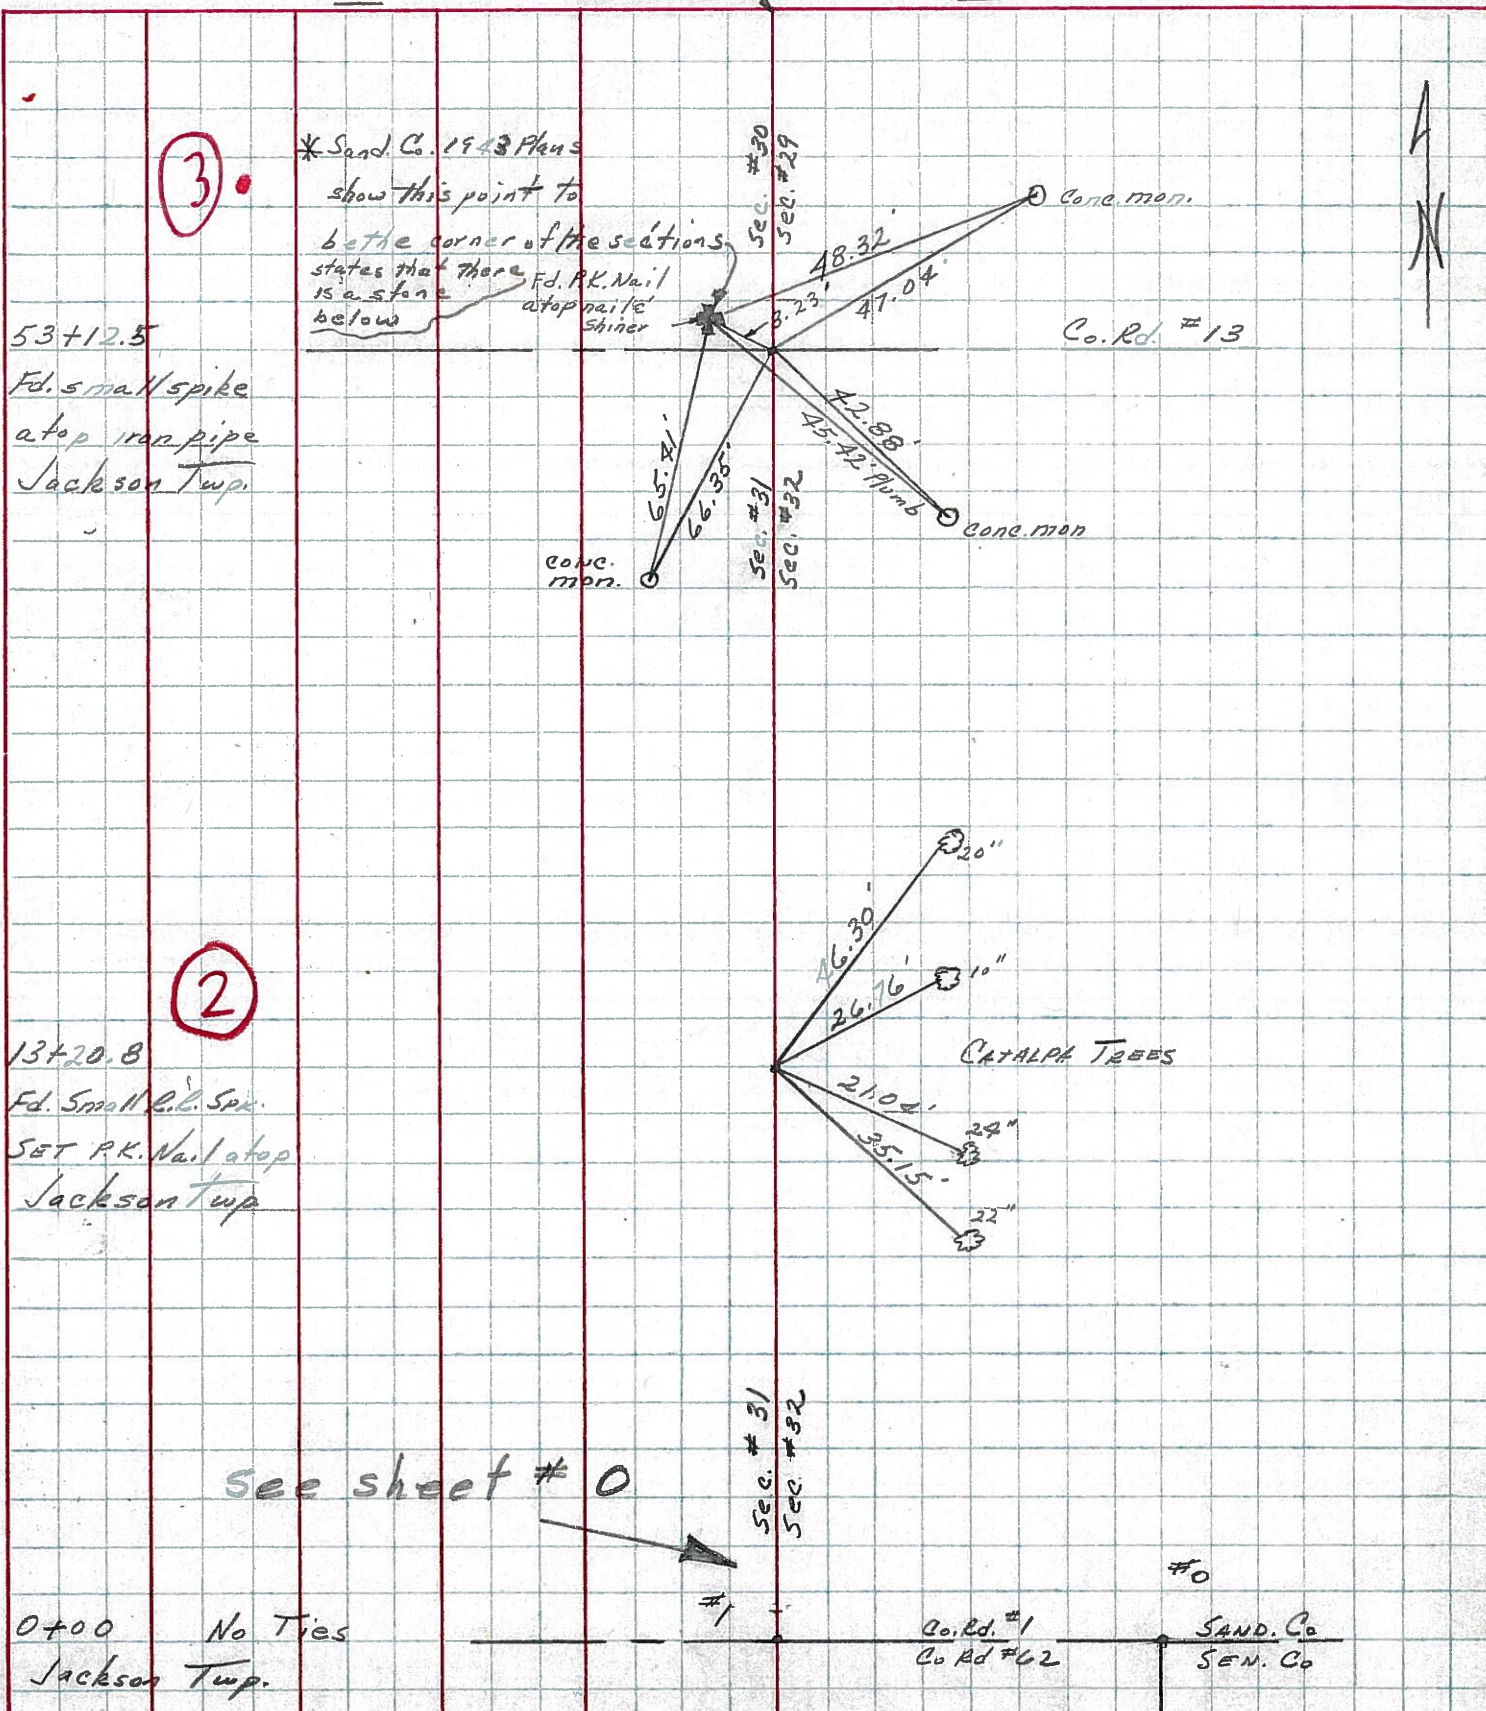 3
* Sand. Co. 1943 Plans
show this point to
be the corner of the sections
states that there
is a stone
below
Fd. P.K. Nail
atop nail &
Shiner
Sec. #30
Sec. #29
Conc. mon.
48.32'
47.04'
3.23'
Co. Rd. #13
53+12.5
Fd. small spike
atop iron pipe
Jackson Twp.
42.88'
45.42' Plumb
65.41'
66.35'
Sec. #31
Sec. #32
conc. mon
conc.
mon.
N
20"
46.30'
10"
26.76'
2
CATALPA TREES
13+20.8
Fd. Small R.R. Spk.
SET P.K. Nail atop
Jackson Twp
21.04'
24"
35.15'
22"
Sec. #31
Sec. #32
See sheet # 0
#1
#0
0+00 No Ties
Jackson Twp.
Co. Rd. #1
Co Rd #62
SAND. Co
SEN. Co